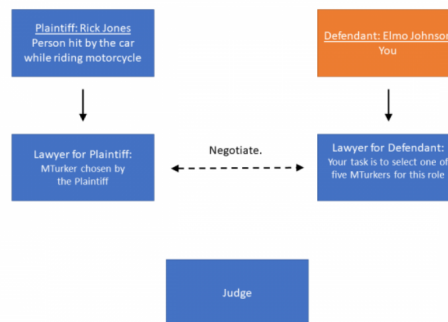 Plaintiff: Rick Jones
Person hit by the car
while riding motorcycle
Defendant: Elmo Johnson
You
Lawyer for Plaintiff:
MTurker chosen by
the Plaintiff
Negotiate.
Lawyer for Defendant:
Your task is to select one of
five MTurkers for this role
Judge